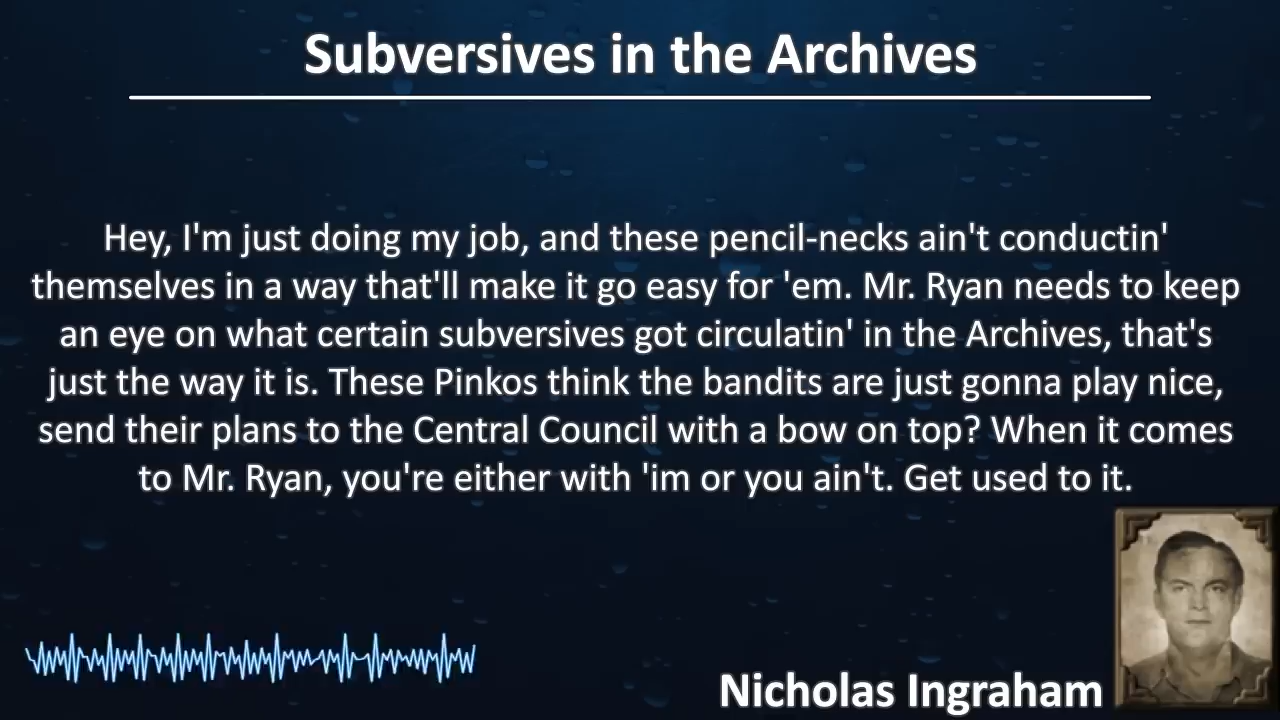 Subversives in the Archives
Hey, I'm just doing my job, and these pencil-necks ain't conductin'
themselves in a way that'll make it go easy for 'em. Mr. Ryan needs to keep
an eye on what certain subversives got circulatin' in the Archives, that's
just the way it is. These Pinkos think the bandits are just gonna play nice,
send their plans to the Central Council with a bow on top? When it comes
to Mr. Ryan, you're either with 'im or you ain't. Get used to it.
Nicholas Ingraham